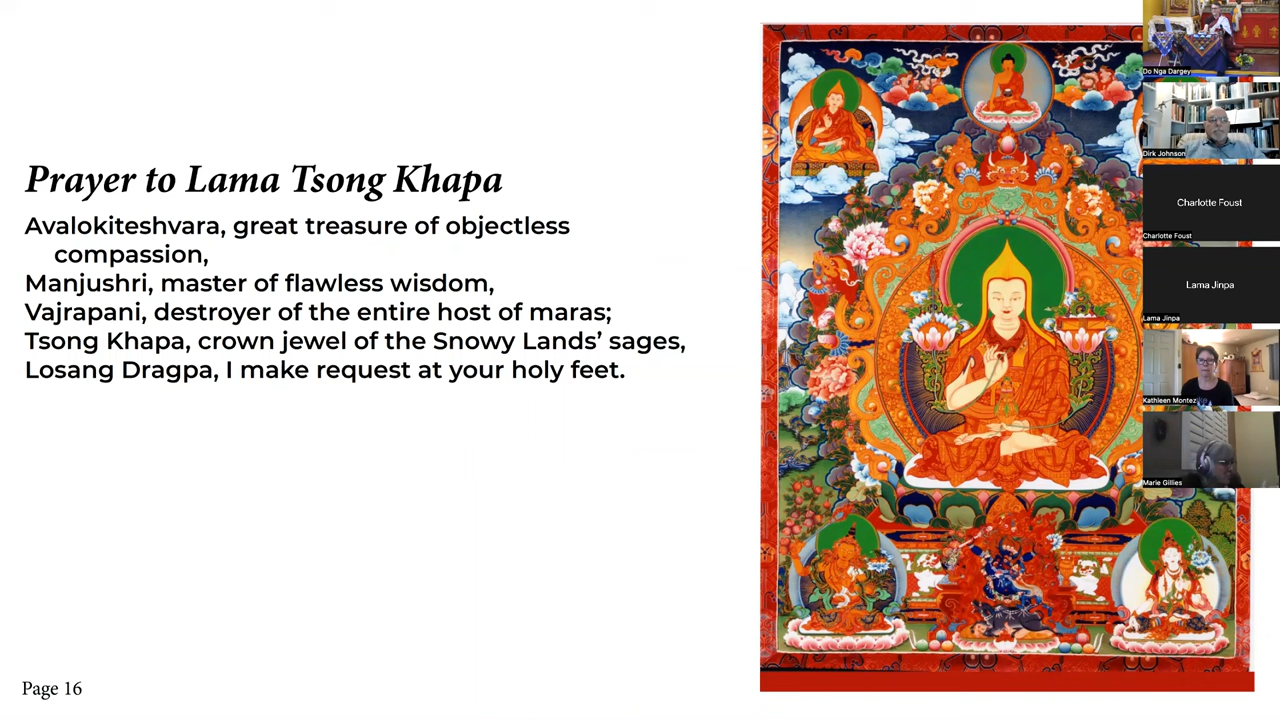 Prayer to Lama Tsong Khapa
Avalokiteshvara, great treasure of objectless
compassion,
Manjushri, master of flawless wisdom,
Vajrapani, destroyer of the entire host of maras;
Tsong Khapa, crown jewel of the Snowy Lands’ sages,
Losang Dragpa, I make request at your holy feet.
Page 16
Do Nga Dargey
Dirk Johnson
Charlotte Foust
Charlotte Foust
Lama Jinpa
Lama Jinpa
Kathleen Montez
Marie Gillies